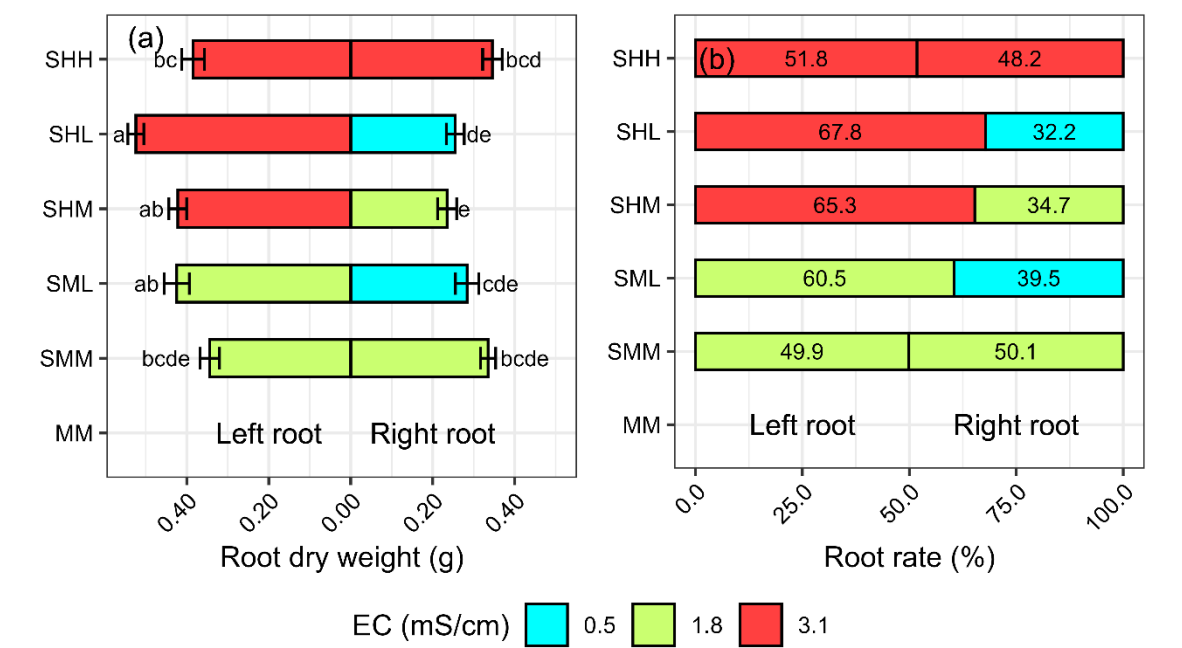 (a)
SHH
bc
bcd
SHL
a
de
SHM
ab
e
SML
ab
cde
SMM
bcde
bcde
MM
Left root
Right root
0.40
0.20
0.00
0.20
0.40
Root dry weight (g)
(b)
SHH
51.8
48.2
SHL
67.8
32.2
SHM
65.3
34.7
SML
60.5
39.5
SMM
49.9
50.1
MM
Left root
Right root
0.0
25.0
50.0
75.0
100.0
Root rate (%)
EC (mS/cm)
0.5
1.8
3.1